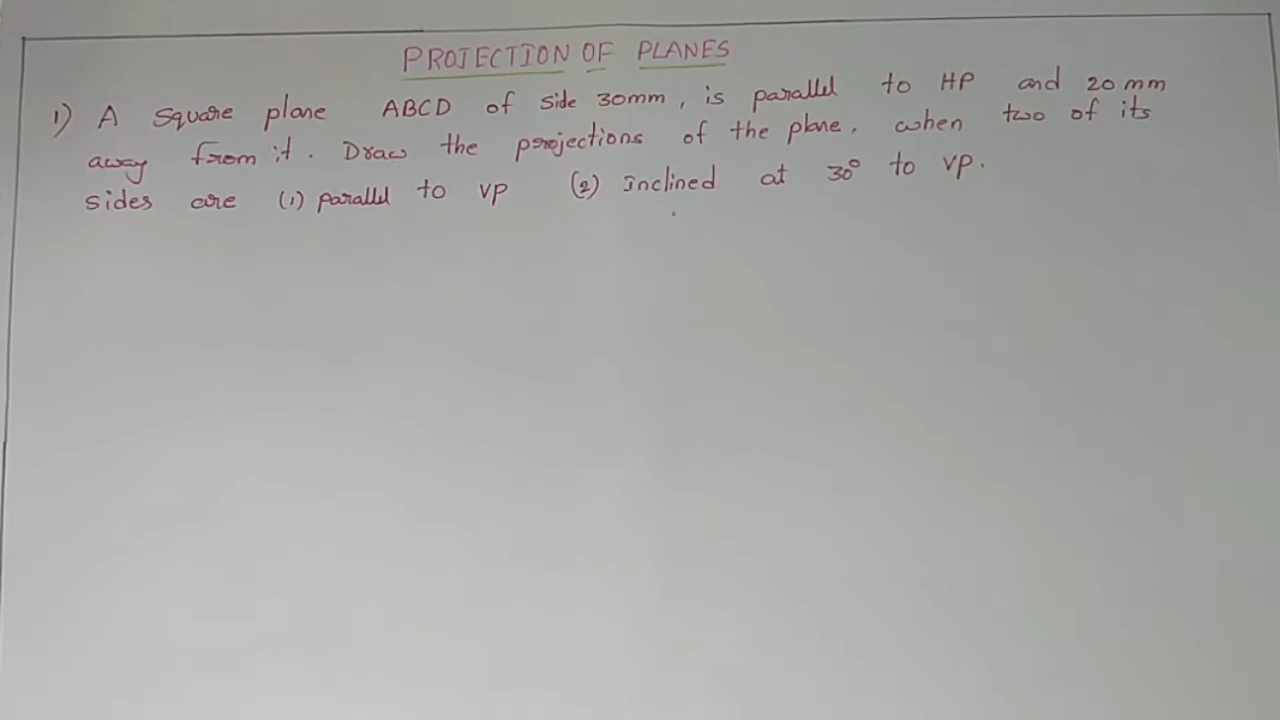 PROJECTION OF PLANES
1) A square plane ABCD of side 30mm, is parallel to HP and 20 mm
away from it. Draw the projections of the plane, when two of its
sides are (1) parallel to VP (2) Inclined at 30° to VP.